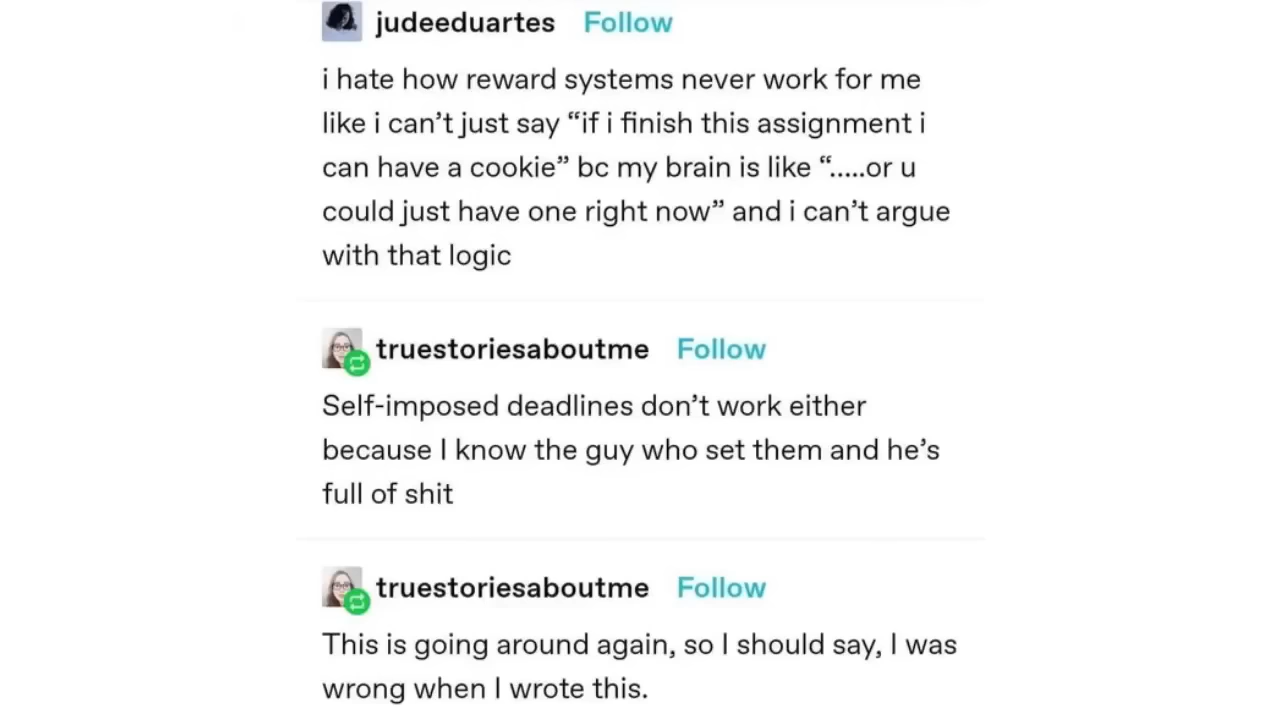 judeeduartes Follow
i hate how reward systems never work for me
like i can’t just say “if i finish this assignment i
can have a cookie” bc my brain is like “.....or u
could just have one right now” and i can’t argue
with that logic
truestoriesaboutme Follow
Self-imposed deadlines don’t work either
because I know the guy who set them and he’s
full of shit
truestoriesaboutme Follow
This is going around again, so I should say, I was
wrong when I wrote this.